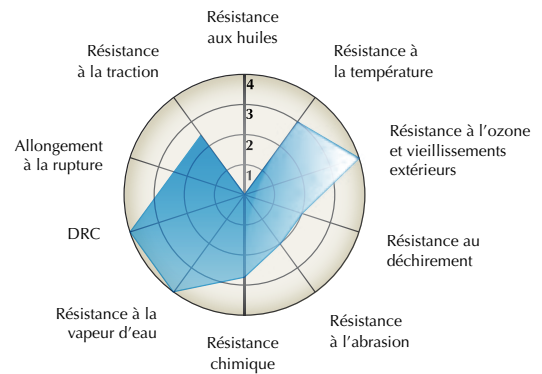 Résistance
aux huiles
Résistance à
la température
Résistance à l'ozone
et vieillissements
extérieurs
Résistance au
déchirement
Résistance
à l'abrasion
Résistance
chimique
Résistance à la
vapeur d'eau
DRC
Allongement
à la rupture
Résistance
à la traction
4
3
2
1